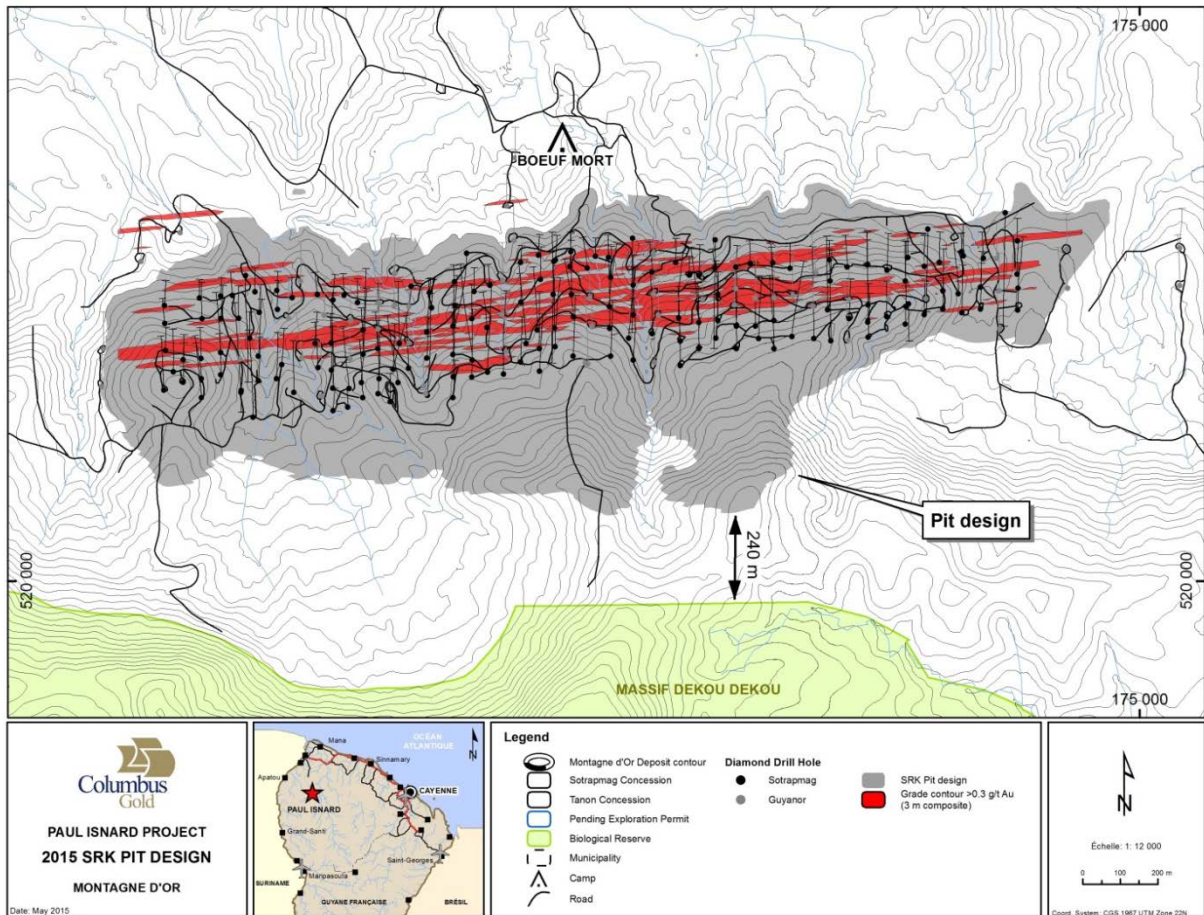 175 000
BOEUF MORT
Pit design
240 m
520 000
520 000
MASSIF DEKOU DEKOU
175 000
Columbus
Gold
PAUL ISNARD PROJECT
2015 SRK PIT DESIGN
MONTAGNE D'OR
Date: May 2015
OCÉAN
ATLANTIQUE
N
Mana
Sinnamary
Apatou
CAYENNE
PAUL ISNARD
Grand-Santi
Saint-Georges
Maripasoula
SURINAME
GUYANE FRANÇAISE
BRÉSIL
Legend
Montagne d'Or Deposit contour
Sotrapmag Concession
Tanon Concession
Pending Exploration Permit
Biological Reserve
Municipality
Camp
Road
Diamond Drill Hole
Sotrapmag
Guyanor
SRK Pit design
Grade contour >0.3 g/t Au
(3 m composite)
N
Échelle: 1: 12 000
0 100 200 m
Coord. System: CGS 1967 UTM Zone 22N